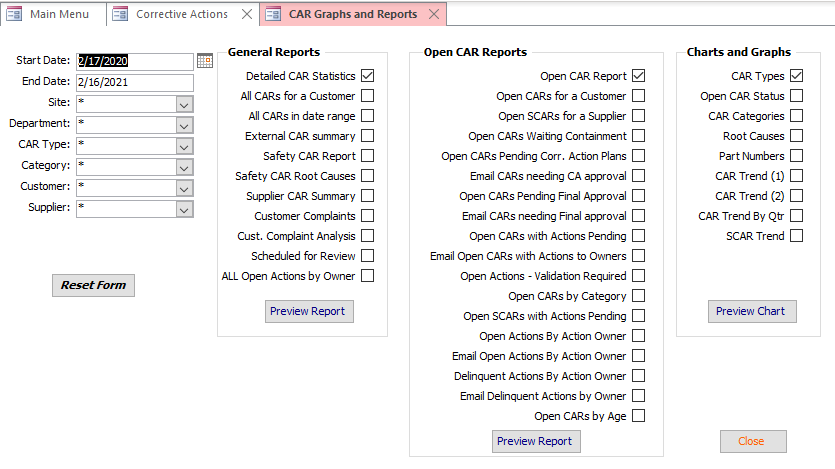 Main Menu
Corrective Actions
CAR Graphs and Reports
Start Date: 2/17/2020
End Date: 2/16/2021
Site: *
Department: *
CAR Type: *
Category: *
Customer: *
Supplier: *
Reset Form
General Reports
Detailed CAR Statistics
All CARs for a Customer
All CARs in date range
External CAR summary
Safety CAR Report
Safety CAR Root Causes
Supplier CAR Summary
Customer Complaints
Cust. Complaint Analysis
Scheduled for Review
ALL Open Actions by Owner
Preview Report
Open CAR Reports
Open CAR Report
Open CARs for a Customer
Open SCARs for a Supplier
Open CARs Waiting Containment
Open CARs Pending Corr. Action Plans
Email CARs needing CA approval
Open CARs Pending Final Approval
Email CARs needing Final approval
Open CARs with Actions Pending
Email Open CARs with Actions to Owners
Open Actions - Validation Required
Open CARs by Category
Open SCARs with Actions Pending
Open Actions By Action Owner
Email Open Actions By Action Owner
Delinquent Actions By Action Owner
Email Delinquent Actions by Owner
Open CARs by Age
Preview Report
Charts and Graphs
CAR Types
Open CAR Status
CAR Categories
Root Causes
Part Numbers
CAR Trend (1)
CAR Trend (2)
CAR Trend By Qtr
SCAR Trend
Preview Chart
Close